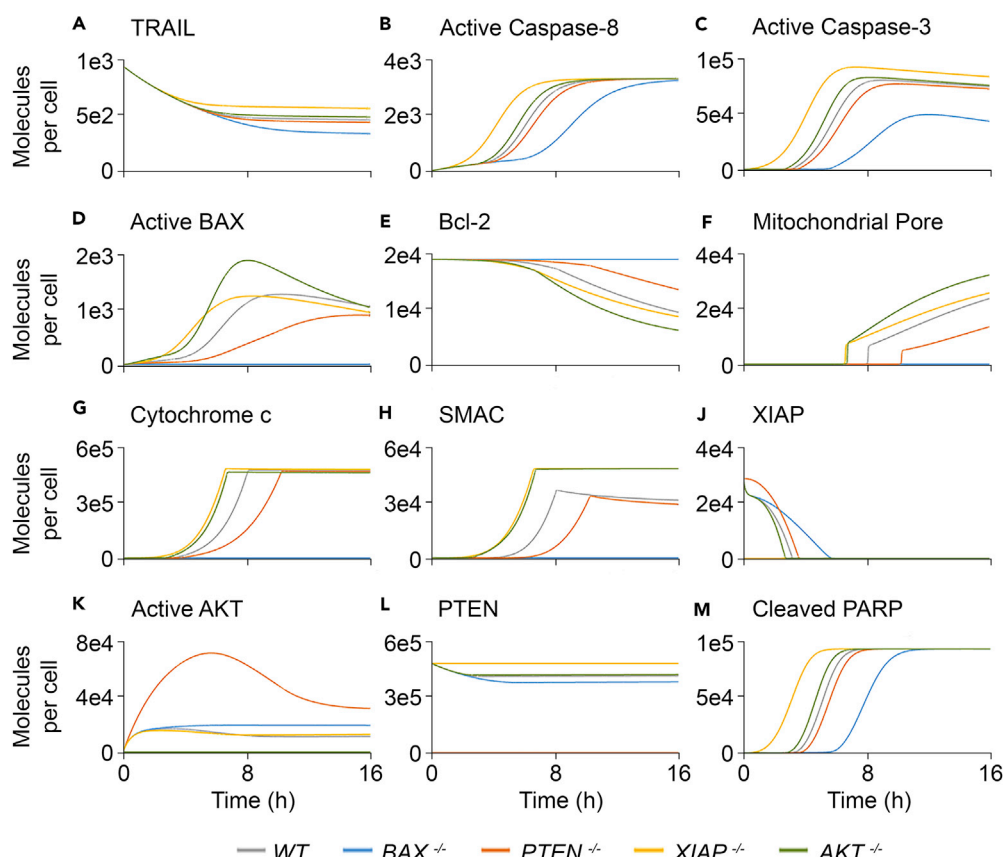 A TRAIL
B Active Caspase-8
C Active Caspase-3
Molecules per cell
1e3
5e2
0
4e3
2e3
0
1e5
5e4
0
D Active BAX
E Bcl-2
F Mitochondrial Pore
Molecules per cell
2e3
1e3
0
2e4
1e4
0
4e4
2e4
0
G Cytochrome c
H SMAC
J XIAP
Molecules per cell
6e5
3e5
0
6e4
3e4
0
4e4
2e4
0
K Active AKT
L PTEN
M Cleaved PARP
Molecules per cell
8e4
4e4
0
6e5
3e5
0
1e5
5e4
0
0 8 16
0 8 16
0 8 16
Time (h)
Time (h)
Time (h)
WT BAX -/- PTEN -/- XIAP -/- AKT -/-